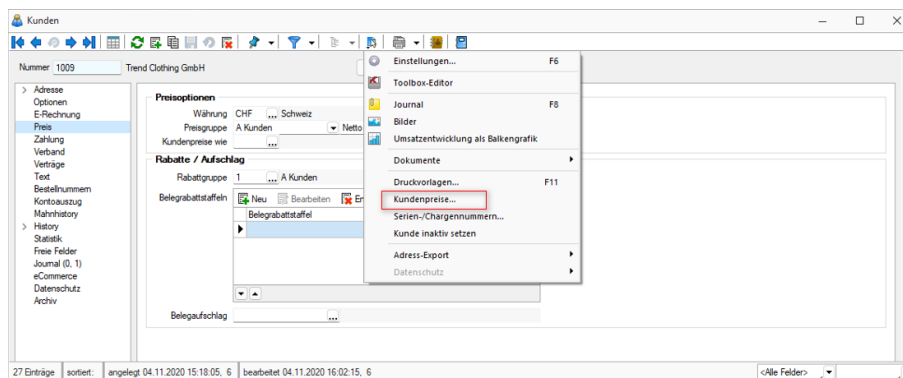 Kunden
Nummer 1009 Trend Clothing GmbH
Einstellungen... F6
Toolbox-Editor
Journal F8
Bilder
Umsatzentwicklung als Balkengrafik
Dokumente
Druckvorlagen... F11
Kundenpreise...
Serien-/Chargennummern...
Kunde inaktiv setzen
Adress-Export
Datenschutz
Adresse
Optionen
E-Rechnung
Preis
Zahlung
Verband
Verträge
Text
Bestellnummern
Kontoauszug
Mahnhistory
History
Statistik
Freie Felder
Journal (0, 1)
eCommerce
Datenschutz
Archiv
Preisoptionen
Währung CHF ... Schweiz
Preisgruppe A Kunden Netto
Kundenpreise wie ...
Rabatte / Aufschlag
Rabattgruppe 1 ... A Kunden
Belegrabattstaffeln Neu Bearbeiten
Belegrabattstaffel
Belegaufschlag ...
27 Einträge sortiert: angelegt 04.11.2020 15:18:05, 6 bearbeitet 04.11.2020 16:02:15, 6 <Alle Felder>